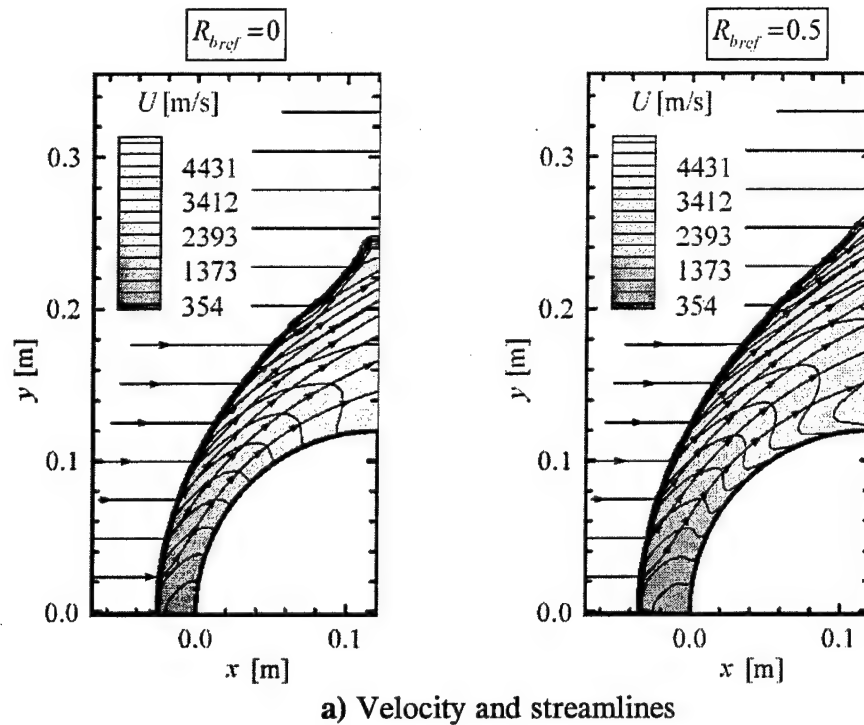 R_bref =0
U [m/s]
4431
3412
2393
1373
354
0.3
0.2
0.1
0.0
y [m]
0.0 0.1
x [m]
R_bref =0.5
U [m/s]
4431
3412
2393
1373
354
0.3
0.2
0.1
0.0
y [m]
0.0 0.1
x [m]
a) Velocity and streamlines